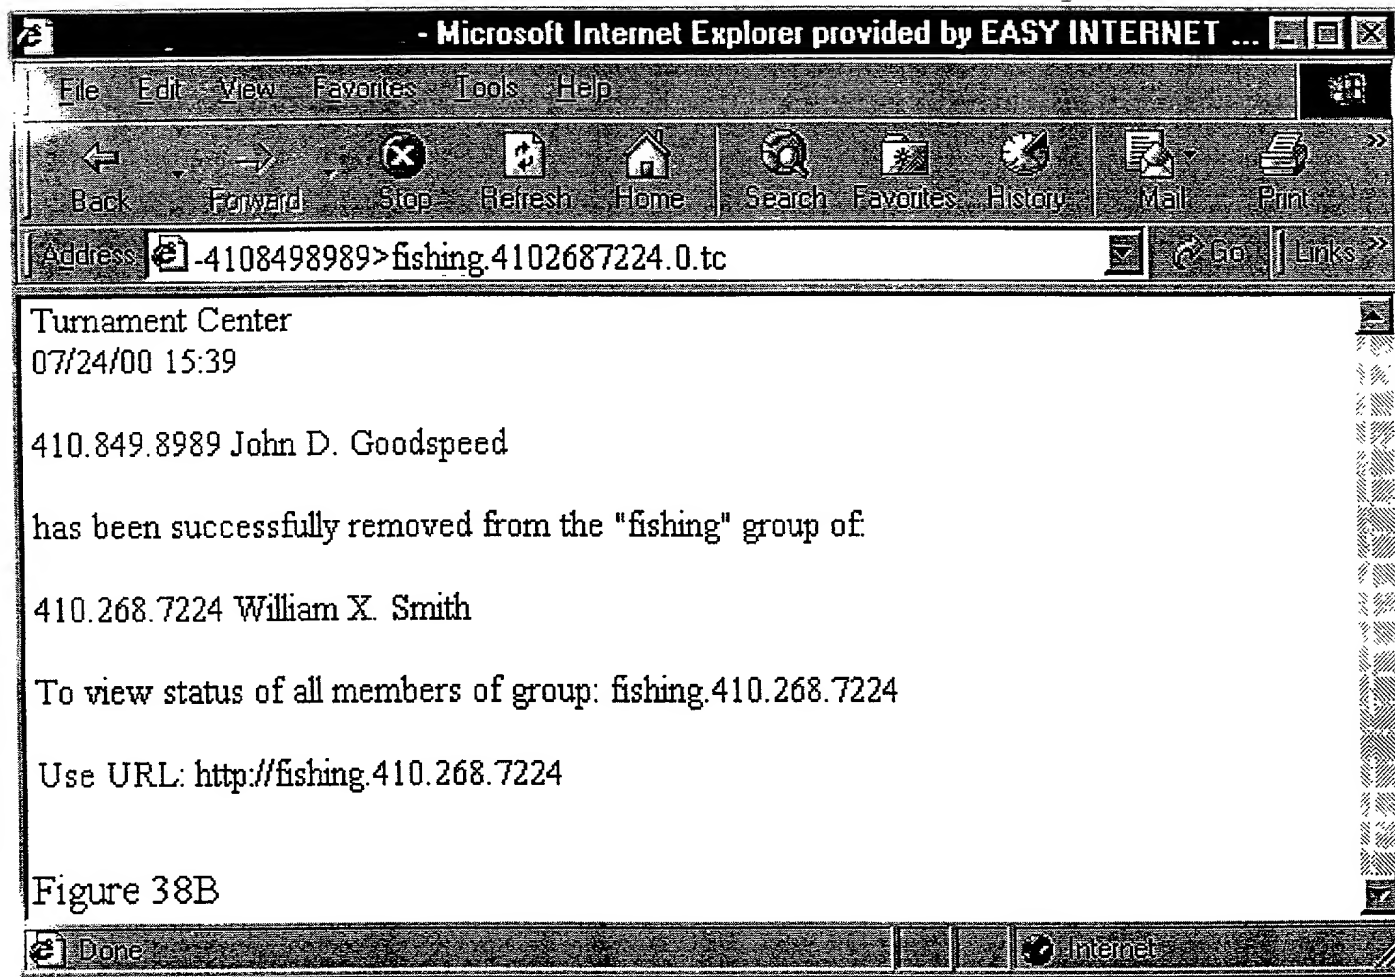 - Microsoft Internet Explorer provided by EASY INTERNET ...
File Edit View Favorites Tools Help
Back Forward Stop Refresh Home Search Favorites History Mail Print »
Address -4108498989>fishing.4102687224.0.tc Go Links »
Turnament Center
07/24/00 15:39
410.849.8989 John D. Goodspeed
has been successfully removed from the "fishing" group of:
410.268.7224 William X. Smith
To view status of all members of group: fishing.410.268.7224
Use URL: http://fishing.410.268.7224
Figure 38B
Done Internet